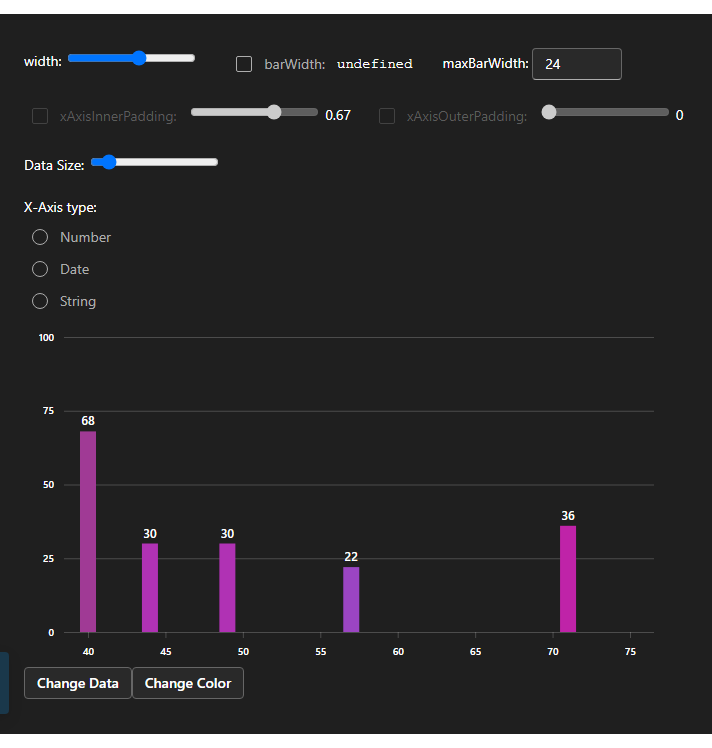 width: barWidth: undefined maxBarWidth: 24
xAxisInnerPadding: 0.67 xAxisOuterPadding: 0
Data Size:
X-Axis type:
Number
Date
String
100
75
68
50
30 30 36
25
22
0
40 45 50 55 60 65 70 75
Change Data Change Color